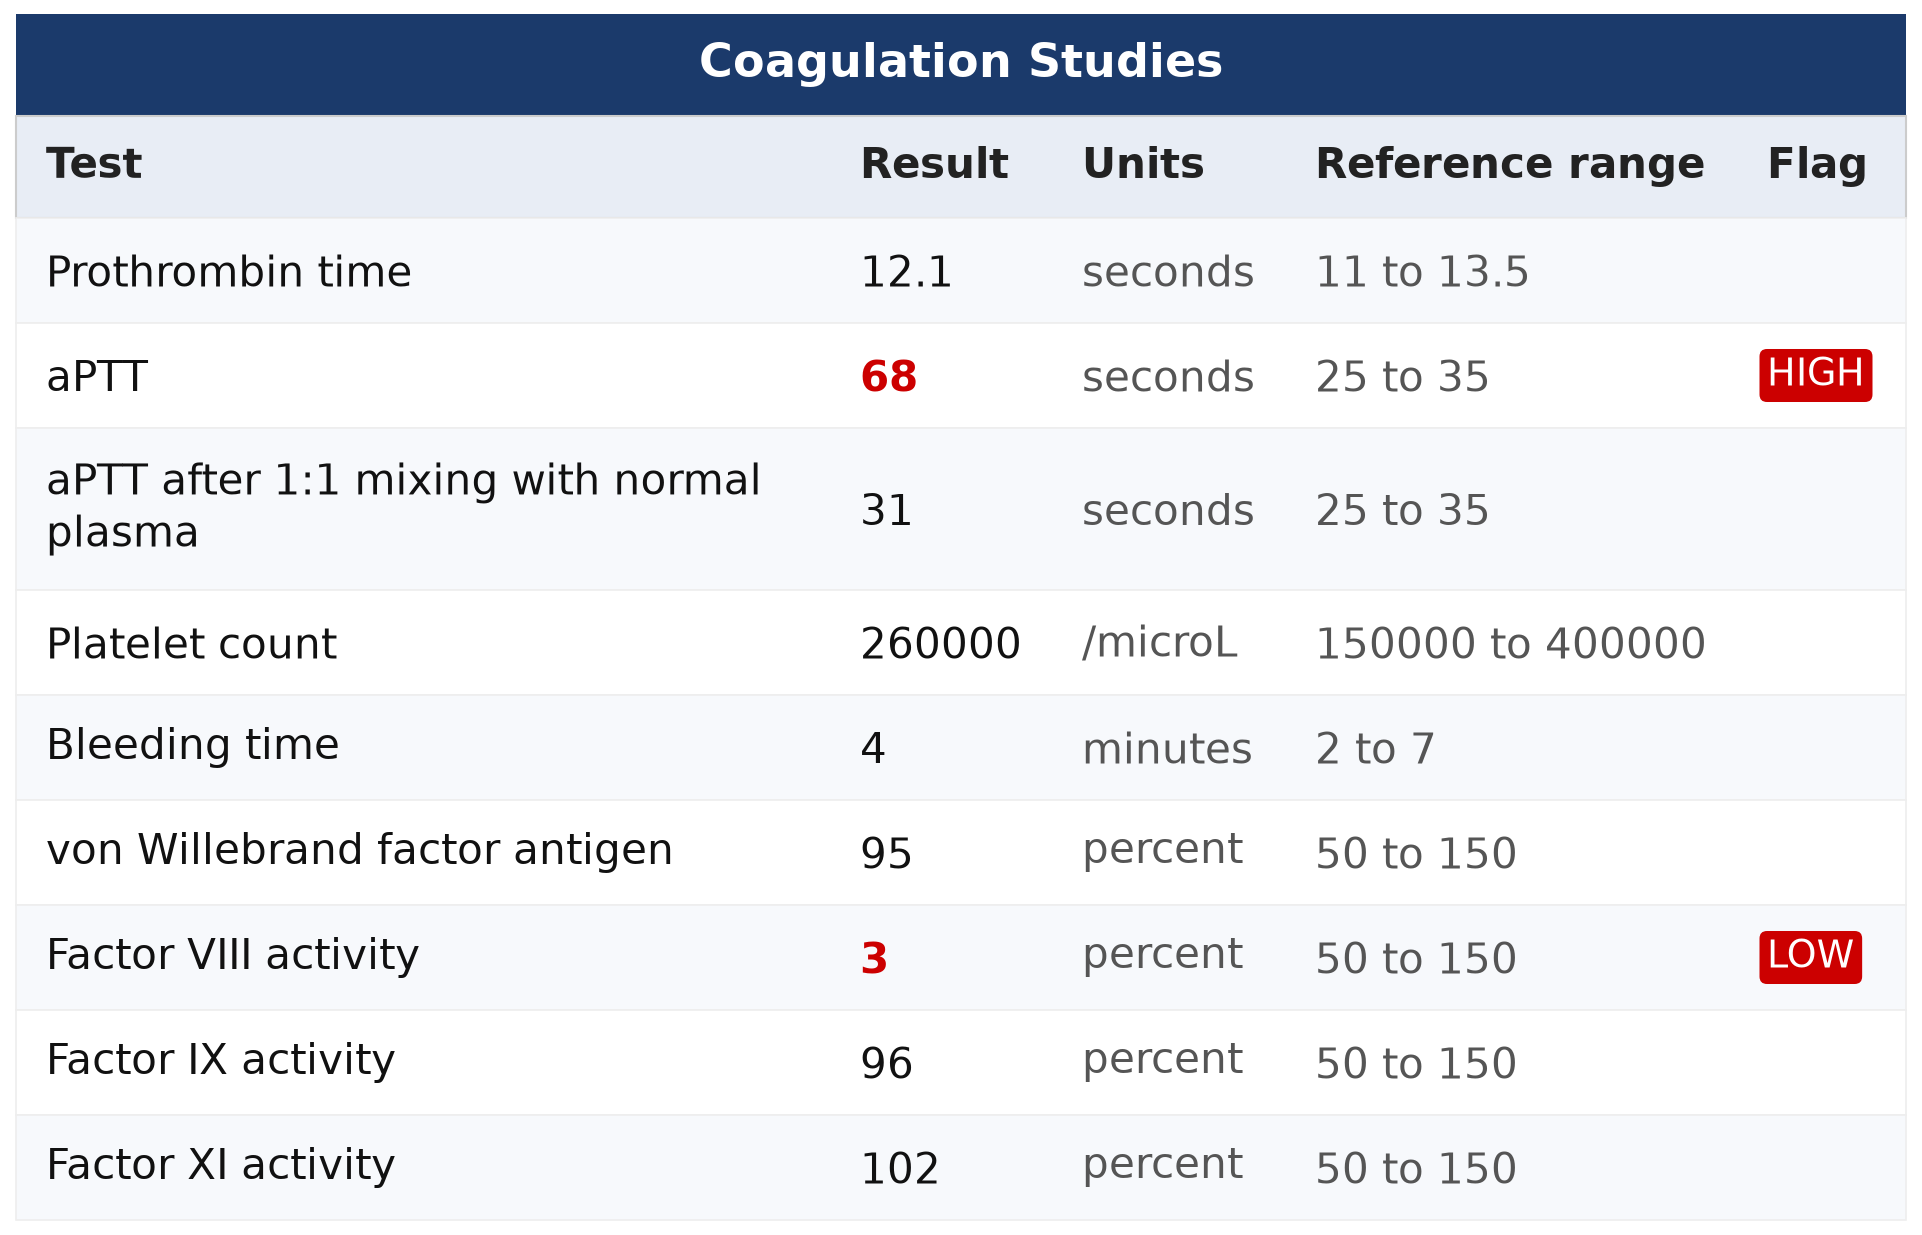 Coagulation Studies
Test Result Units Reference range Flag
Prothrombin time 12.1 seconds 11 to 13.5
aPTT 68 seconds 25 to 35 HIGH
aPTT after 1:1 mixing with normal
plasma 31 seconds 25 to 35
Platelet count 260000 /microL 150000 to 400000
Bleeding time 4 minutes 2 to 7
von Willebrand factor antigen 95 percent 50 to 150
Factor VIII activity 3 percent 50 to 150 LOW
Factor IX activity 96 percent 50 to 150
Factor XI activity 102 percent 50 to 150